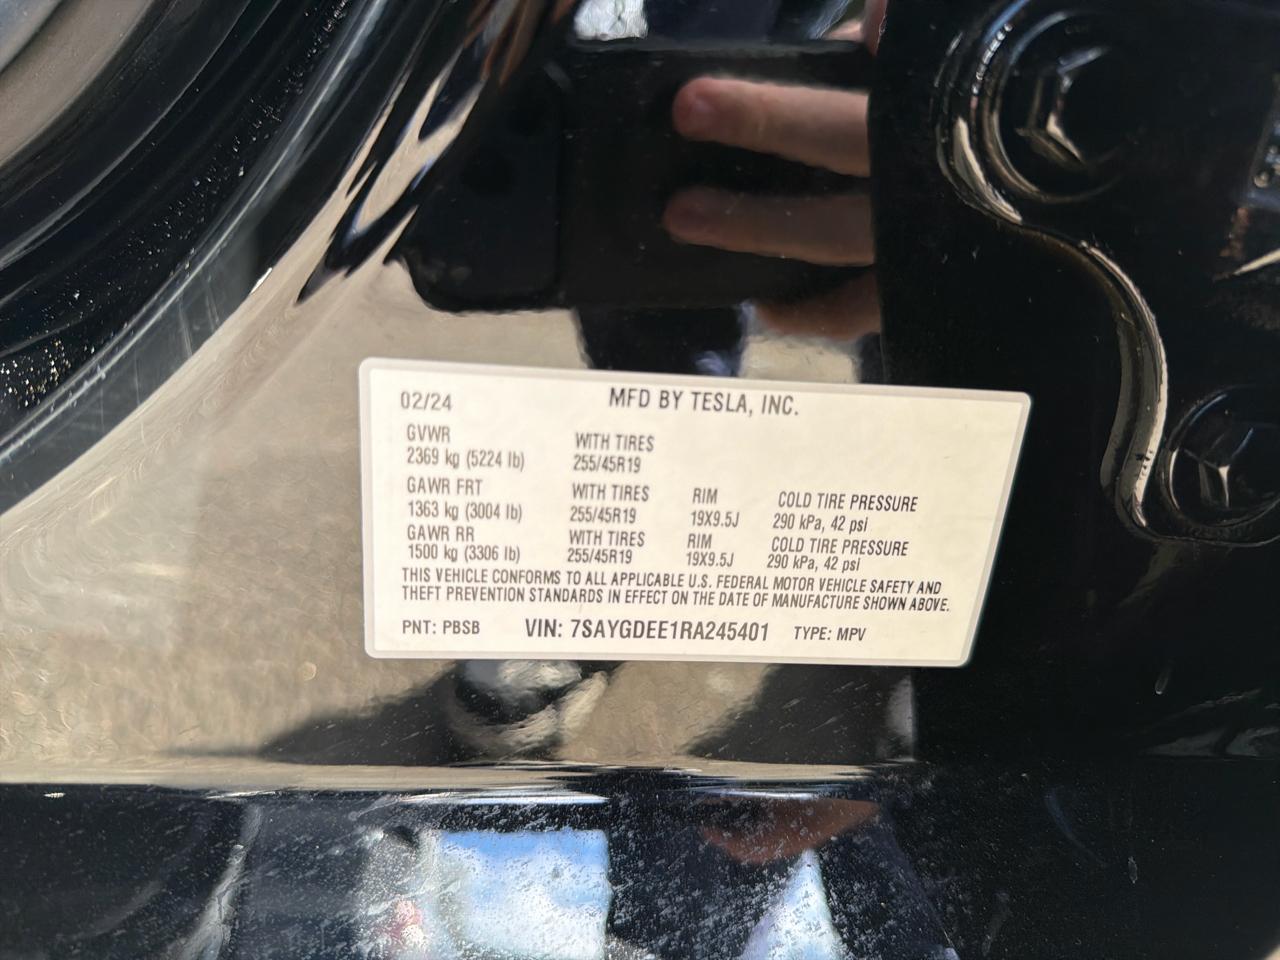 02/24 MFD BY TESLA, INC.
GVWR WITH TIRES
2369 kg (5224 lb) 255/45R19
GAWR FRT WITH TIRES RIM COLD TIRE PRESSURE
1363 kg (3004 lb) 255/45R19 19X9.5J 290 kPa, 42 psi
GAWR RR WITH TIRES RIM COLD TIRE PRESSURE
1500 kg (3306 lb) 255/45R19 19X9.5J 290 kPa, 42 psi
THIS VEHICLE CONFORMS TO ALL APPLICABLE U.S. FEDERAL MOTOR VEHICLE SAFETY AND
THEFT PREVENTION STANDARDS IN EFFECT ON THE DATE OF MANUFACTURE SHOWN ABOVE.
PNT: PBSB VIN: 7SAYGDEE1RA245401 TYPE: MPV